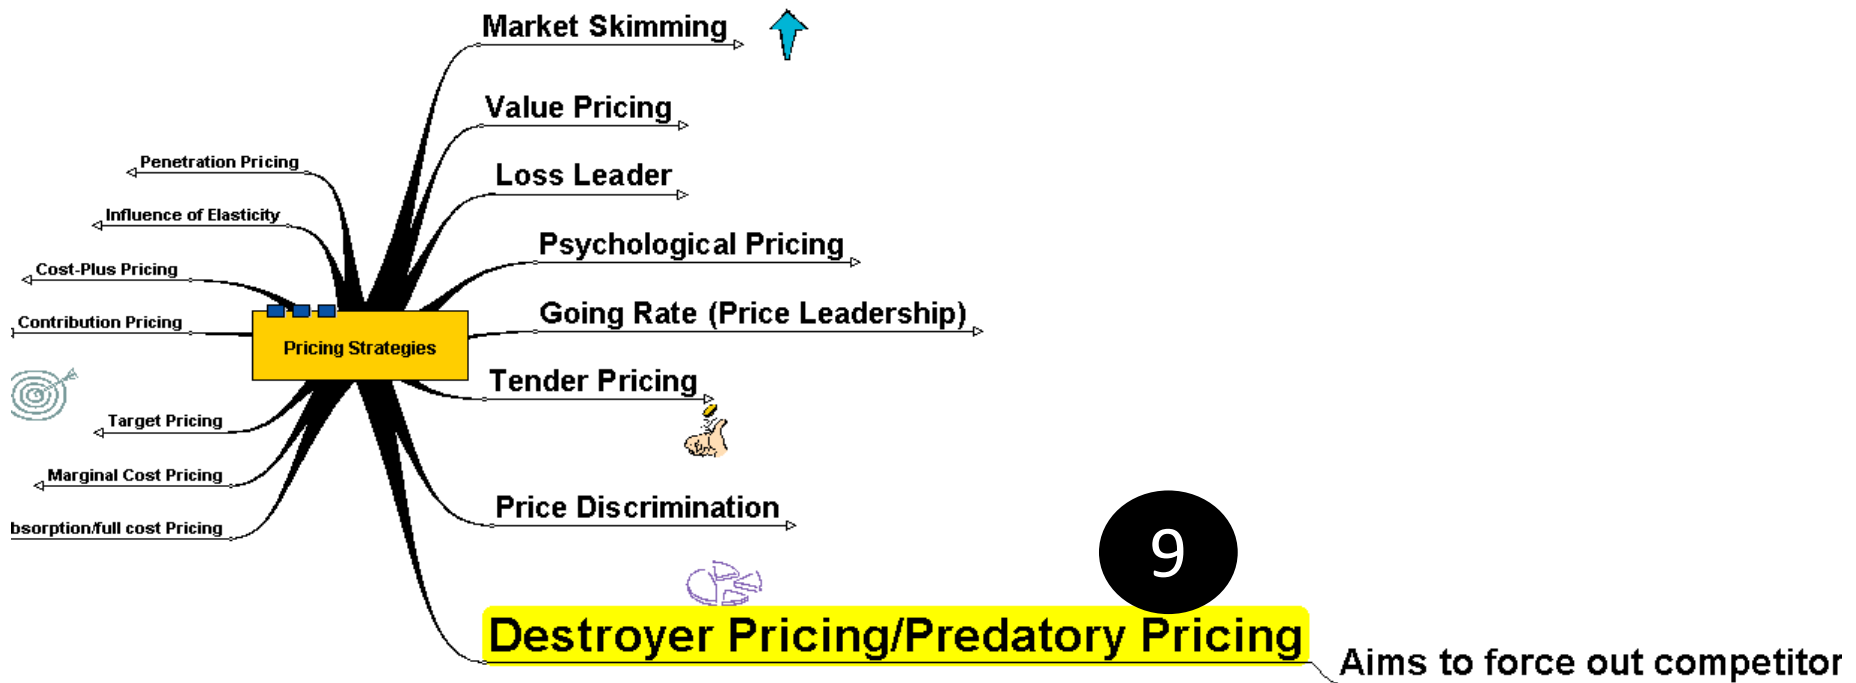 Market Skimming
Value Pricing
Penetration Pricing
Loss Leader
Influence of Elasticity
Psychological Pricing
Cost-Plus Pricing
Going Rate (Price Leadership)
Contribution Pricing
Pricing Strategies
Tender Pricing
Target Pricing
Marginal Cost Pricing
Price Discrimination
bsorption/full cost Pricing
9
Destroyer Pricing/Predatory Pricing
Aims to force out competitor